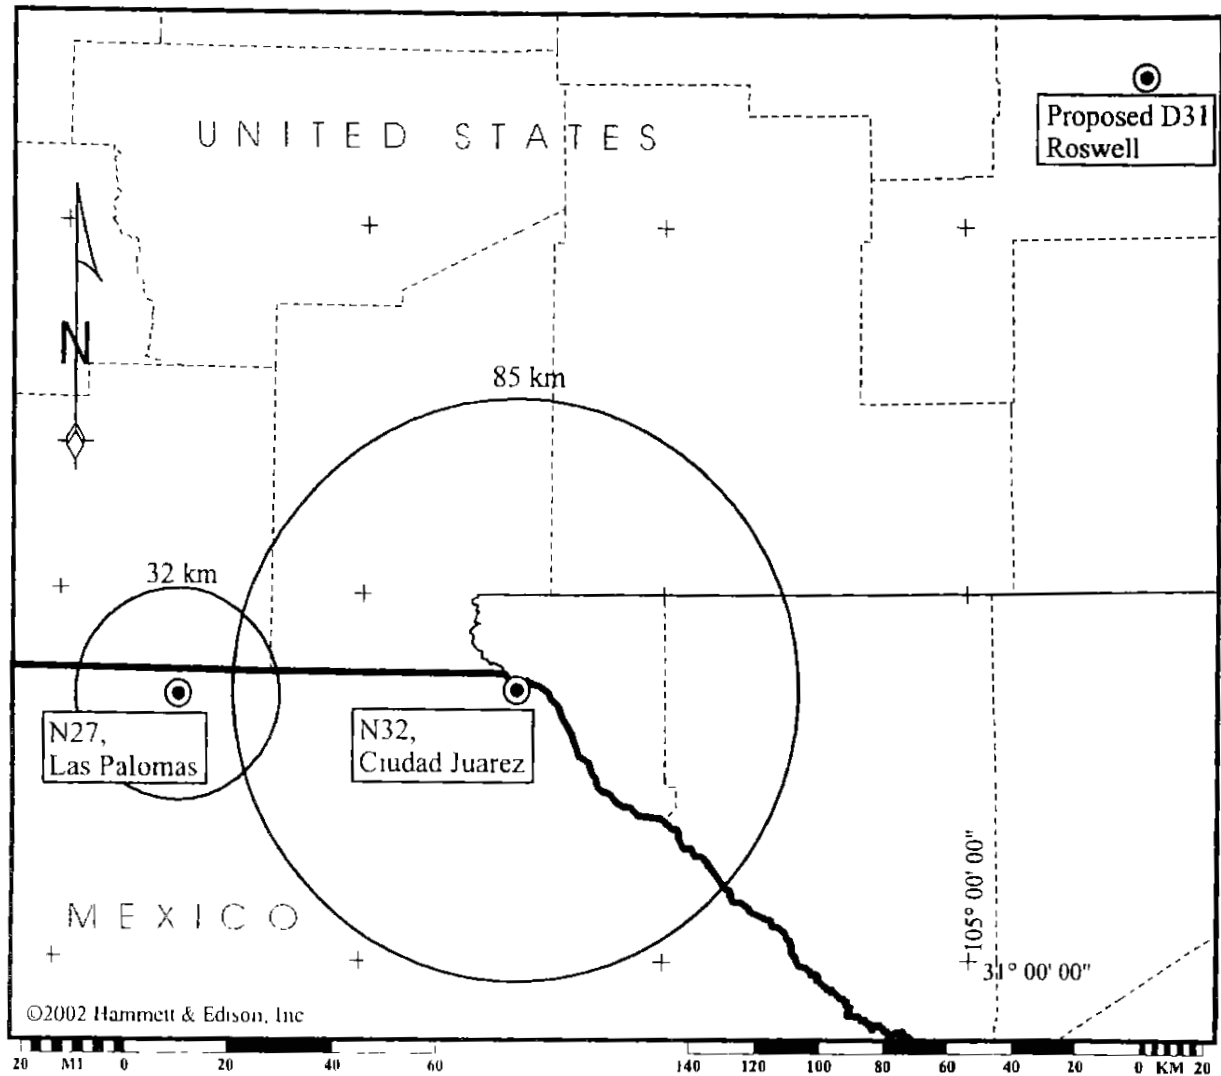 UNITED STATES
Proposed D31
Roswell
N
85 km
32 km
N27,
Las Palomas
N32,
Ciudad Juarez
MEXICO
105° 00' 00"
31° 00' 00"
©2002 Hammett & Edison, Inc
20 MI 0 20 40 60 140 120 100 80 60 40 20 0 KM 20